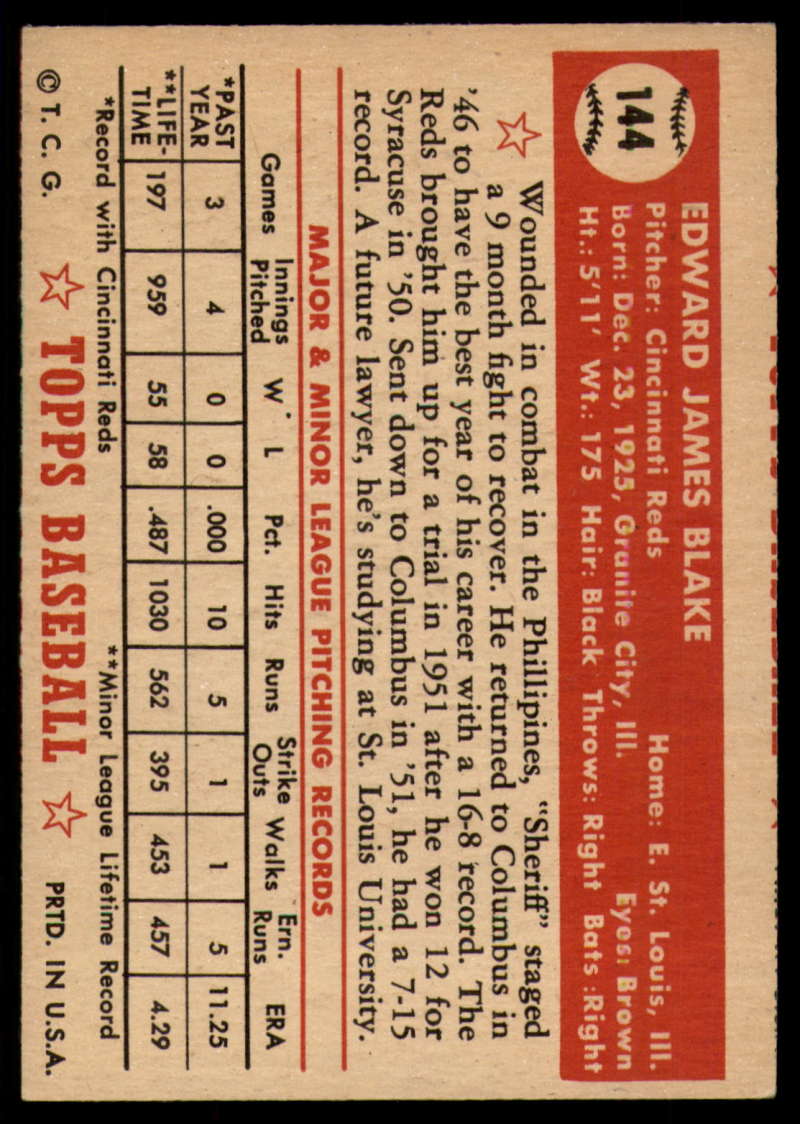 144
EDWARD JAMES BLAKE
Pitcher: Cincinnati Reds Home: E. St. Louis, Ill.
Born: Dec. 23, 1925, Granite City, Ill. Eyes: Brown
Ht.: 5'11' Wt.: 175 Hair: Black Throws: Right Bats :Right
Wounded in combat in the Phillipines, "Sheriff" staged
a 9 month fight to recover. He returned to Columbus in
'46 to have the best year of his career with a 16-8 record. The
Reds brought him up for a trial in 1951 after he won 12 for
Syracuse in '50. Sent down to Columbus in '51, he had a 7-15
record. A future lawyer, he's studying at St. Louis University.
MAJOR & MINOR LEAGUE PITCHING RECORDS
Games Innings Pitched W L Pct. Hits Runs Strike Outs Walks Ern. Runs ERA
*PAST YEAR 3 4 0 0 .000 10 5 1 1 5 11.25
**LIFE-TIME 197 959 55 58 .487 1030 562 395 453 457 4.29
*Record with Cincinnati Reds **Minor League Lifetime Record
© T. C. G. TOPPS BASEBALL PRTD. IN U.S.A.